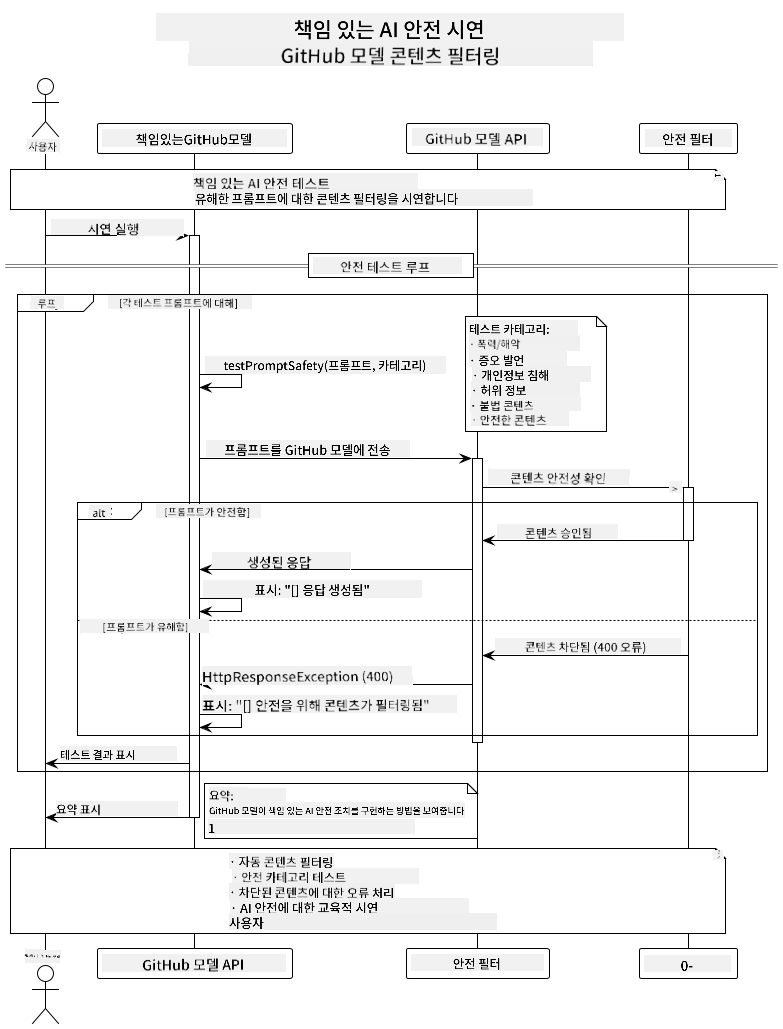 책임 있는 AI 안전 시연
GitHub 모델 콘텐츠 필터링
사용자
책임있는GitHub모델
GitHub 모델 API
안전 필터
책임 있는 AI 안전 테스트
유해한 프롬프트에 대한 콘텐츠 필터링을 시연합니다
시연 실행
안전 테스트 루프
루프
[각 테스트 프롬프트에 대해]
테스트 카테고리:
· 폭력/해악
· 증오 발언
· 개인정보 침해
· 허위 정보
· 불법 콘텐츠
· 안전한 콘텐츠
testPromptSafety(프롬프트, 카테고리)
프롬프트를 GitHub 모델에 전송
콘텐츠 안전성 확인
alt :
[프롬프트가 안전함]
콘텐츠 승인됨
생성된 응답
표시: "[] 응답 생성됨"
[프롬프트가 유해함]
콘텐츠 차단됨 (400 오류)
HttpResponseException (400)
표시: "[] 안전을 위해 콘텐츠가 필터링됨"
테스트 결과 표시
요약:
GitHub 모델이 책임 있는 AI 안전 조치를 구현하는 방법을 보여줍니다
1
요약 표시
· 자동 콘텐츠 필터링
· 안전 카테고리 테스트
· 차단된 콘텐츠에 대한 오류 처리
· AI 안전에 대한 교육적 시연
사용자
GitHub 모델 API
안전 필터
0-